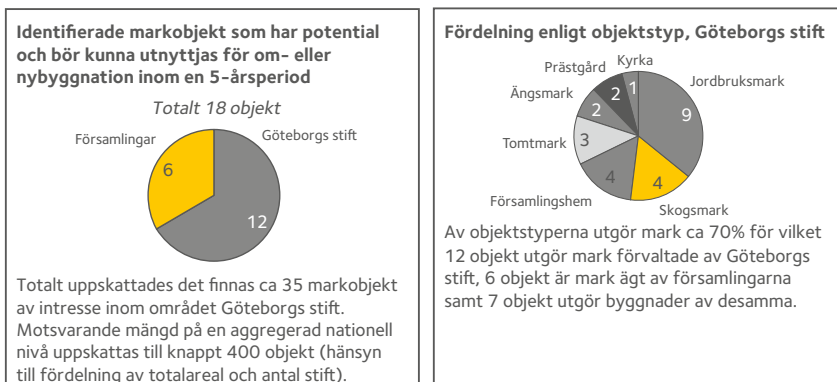 Identifierade markobjekt som har potential
och bör kunna utnyttjas för om- eller
nybyggnation inom en 5-årsperiod
Totalt 18 objekt
Församlingar
Göteborgs stift
6
12
Totalt uppskattades det finnas ca 35 markobjekt
av intresse inom området Göteborgs stift.
Motsvarande mängd på en aggregerad nationell
nivå uppskattas till knappt 400 objekt (hänsyn
till fördelning av totalareal och antal stift).
Fördelning enligt objektstyp, Göteborgs stift
Prästgård
Kyrka
Jordbruksmark
Ängsmark
Tomtmark
Församlingshem
Skogsmark
1
2
2
9
3
4
4
Av objektstyperna utgör mark ca 70% för vilket
12 objekt utgör mark förvaltade av Göteborgs
stift, 6 objekt är mark ägt av församlingarna
samt 7 objekt utgör byggnader av desamma.